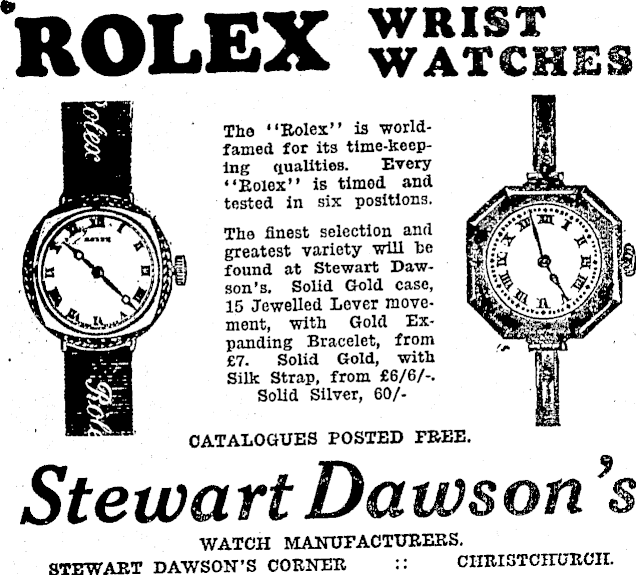 ROLEX WRIST WATCHES
Rolex
ROLEX
The "Rolex" is world-
famed for its time-keep-
ing qualities. Every
"Rolex" is timed and
tested in six positions.
The finest selection and
greatest variety will be
found at Stewart Daw-
son's. Solid Gold case,
15 Jewelled Lever move-
ment, with Gold Ex-
panding Bracelet, from
£7. Solid Gold, with
Silk Strap, from £6/6/-.
Solid Silver, 60/-
Role
CATALOGUES POSTED FREE.
Stewart Dawson's
WATCH MANUFACTURERS.
STEWART DAWSON'S CORNER :: CHRISTCHURCH.